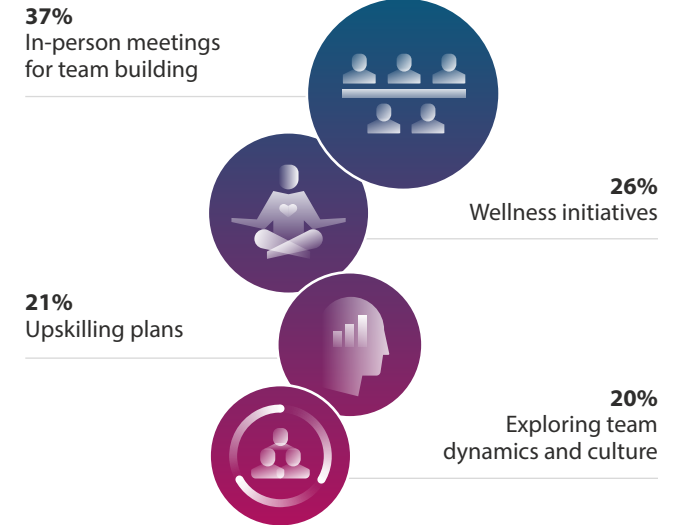 37%
In-person meetings
for team building
26%
Wellness initiatives
21%
Upskilling plans
20%
Exploring team
dynamics and culture